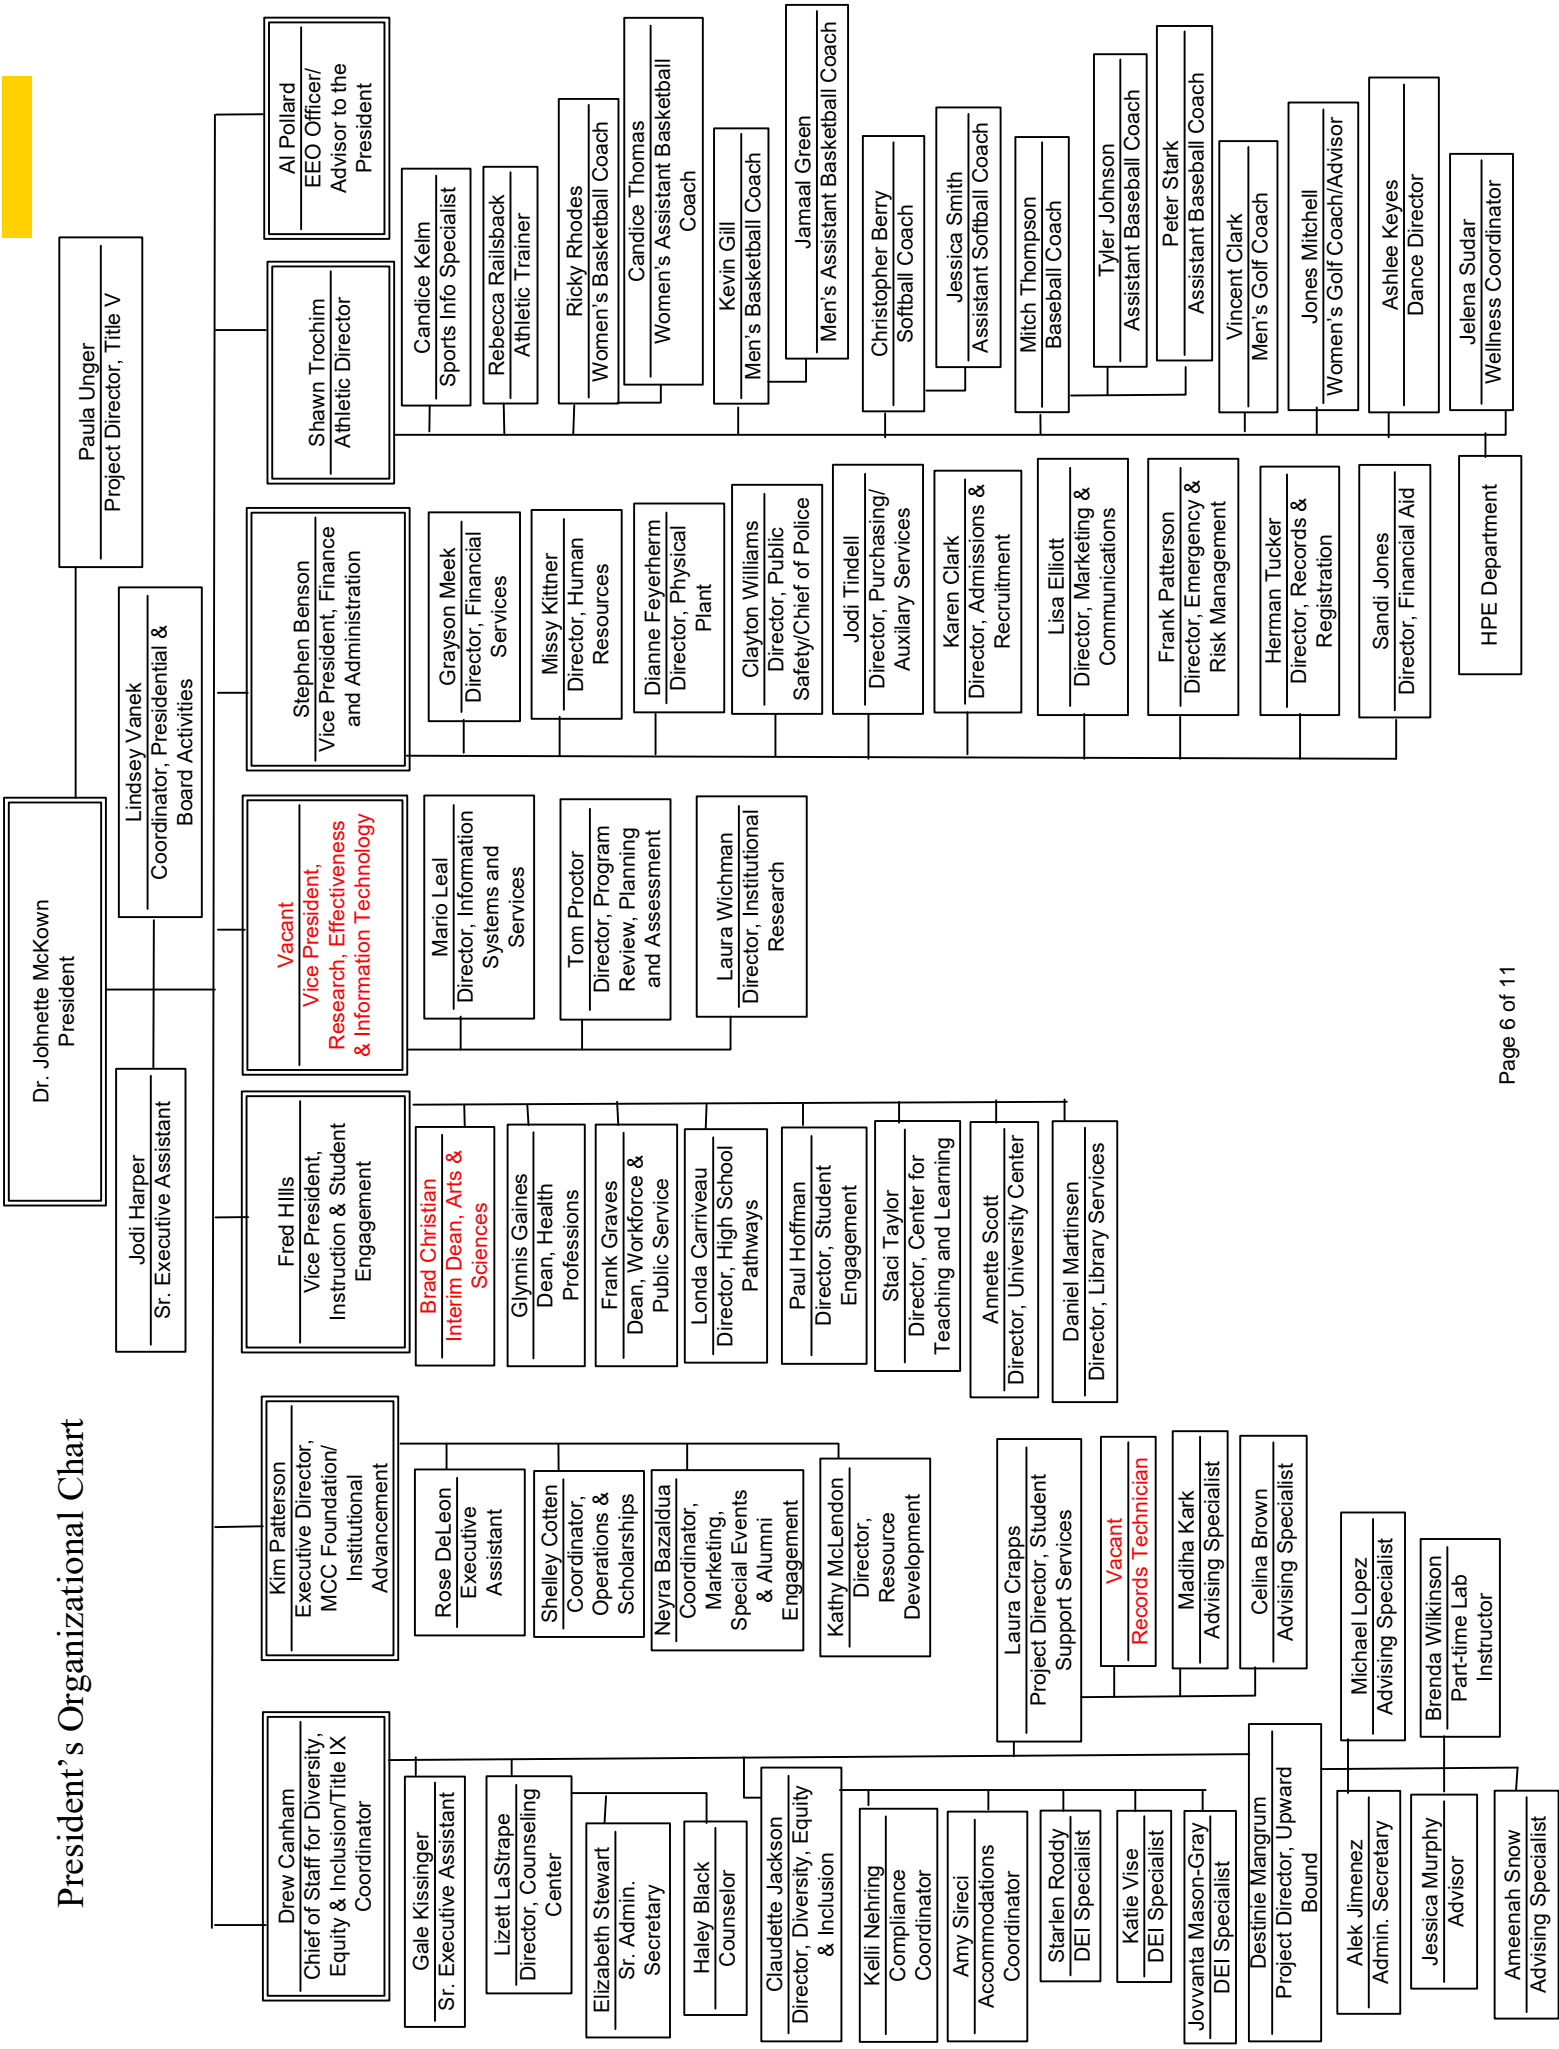 President's Organizational Chart
Dr. Johnette McKown
President
Paula Unger
Project Director, Title V
Jodi Harper
Sr. Executive Assistant
Lindsey Vanek
Coordinator, Presidential &
Board Activities
Drew Canham
Chief of Staff for Diversity,
Equity & Inclusion/Title IX
Coordinator
Gale Kissinger
Sr. Executive Assistant
Lizett LaStrape
Director, Counseling
Center
Elizabeth Stewart
Sr. Admin.
Secretary
Haley Black
Counselor
Claudette Jackson
Director, Diversity, Equity
& Inclusion
Kelli Nehring
Compliance
Coordinator
Amy Sireci
Accommodations
Coordinator
Starlen Roddy
DEI Specialist
Katie Vise
DEI Specialist
Jovvanta Mason-Gray
DEI Specialist
Destinie Mangrum
Project Director, Upward
Bound
Alek Jimenez
Admin. Secretary
Jessica Murphy
Advisor
Ameenah Snow
Advising Specialist
Michael Lopez
Advising Specialist
Brenda Wilkinson
Part-time Lab
Instructor
Laura Crapps
Project Director, Student
Support Services
Vacant
Records Technician
Madiha Kark
Advising Specialist
Celina Brown
Advising Specialist
Kim Patterson
Executive Director,
MCC Foundation/
Institutional
Advancement
Rose DeLeon
Executive
Assistant
Shelley Cotten
Coordinator,
Operations &
Scholarships
Neyra Bazaldua
Coordinator,
Marketing,
Special Events
& Alumni
Engagement
Kathy McLendon
Director,
Resource
Development
Fred HIlls
Vice President,
Instruction & Student
Engagement
Brad Christian
Interim Dean, Arts &
Sciences
Glynnis Gaines
Dean, Health
Professions
Frank Graves
Dean, Workforce &
Public Service
Londa Carriveau
Director, High School
Pathways
Paul Hoffman
Director, Student
Engagement
Staci Taylor
Director, Center for
Teaching and Learning
Annette Scott
Director, University Center
Daniel Martinsen
Director, Library Services
Vacant
Vice President,
Research, Effectiveness
& Information Technology
Mario Leal
Director, Information
Systems and
Services
Tom Proctor
Director, Program
Review, Planning
and Assessment
Laura Wichman
Director, Institutional
Research
Stephen Benson
Vice President, Finance
and Administration
Grayson Meek
Director, Financial
Services
Missy Kittner
Director, Human
Resources
Dianne Feyerherm
Director, Physical
Plant
Clayton Williams
Director, Public
Safety/Chief of Police
Jodi Tindell
Director, Purchasing/
Auxilary Services
Karen Clark
Director, Admissions &
Recruitment
Lisa Elliott
Director, Marketing &
Communications
Frank Patterson
Director, Emergency &
Risk Management
Herman Tucker
Director, Records &
Registration
Sandi Jones
Director, Financial Aid
Shawn Trochim
Athletic Director
Candice Kelm
Sports Info Specialist
Rebecca Railsback
Athletic Trainer
Ricky Rhodes
Women's Basketball Coach
Candice Thomas
Women's Assistant Basketball
Coach
Kevin Gill
Men's Basketball Coach
Jamaal Green
Men's Assistant Basketball Coach
Christopher Berry
Softball Coach
Jessica Smith
Assistant Softball Coach
Mitch Thompson
Baseball Coach
Tyler Johnson
Assistant Baseball Coach
Peter Stark
Assistant Baseball Coach
Vincent Clark
Men's Golf Coach
Jones Mitchell
Women's Golf Coach/Advisor
Ashlee Keyes
Dance Director
Jelena Sudar
Wellness Coordinator
HPE Department
Al Pollard
EEO Officer/
Advisor to the
President
Page 6 of 11